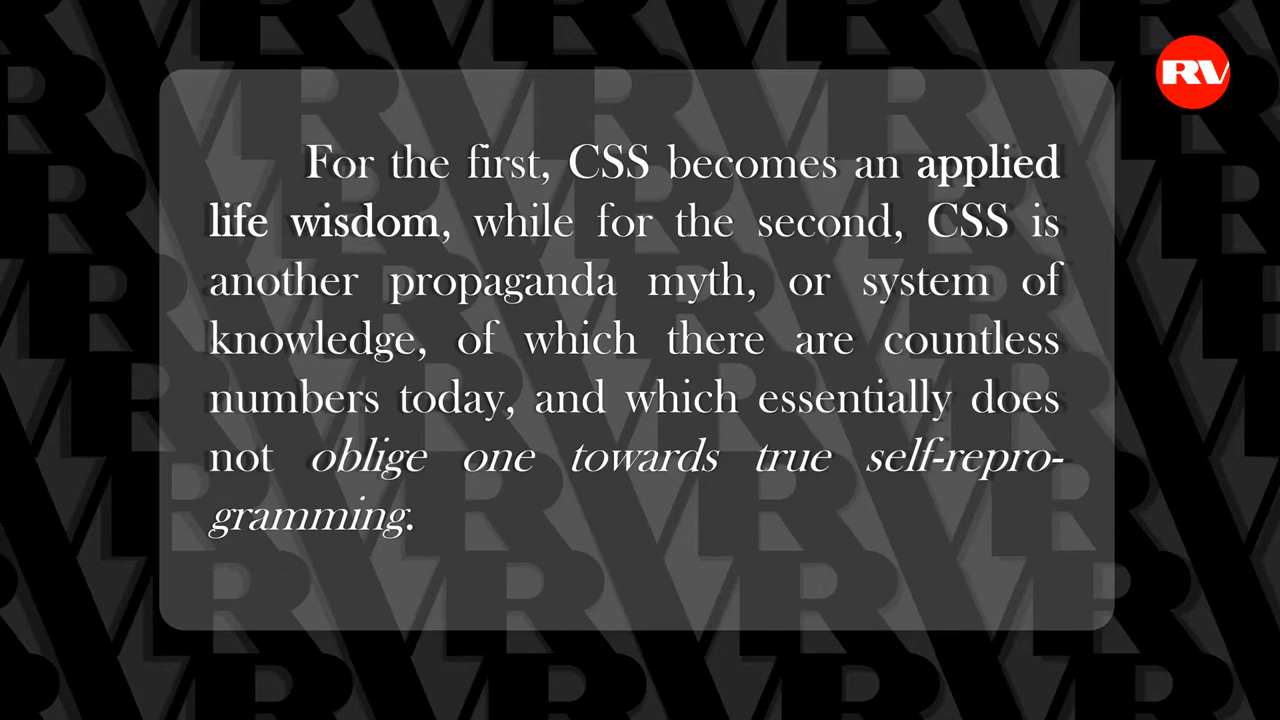 RV
For the first, CSS becomes an applied
life wisdom, while for the second, CSS is
another propaganda myth, or system of
knowledge, of which there are countless
numbers today, and which essentially does
not oblige one towards true self-repro-
gramming.